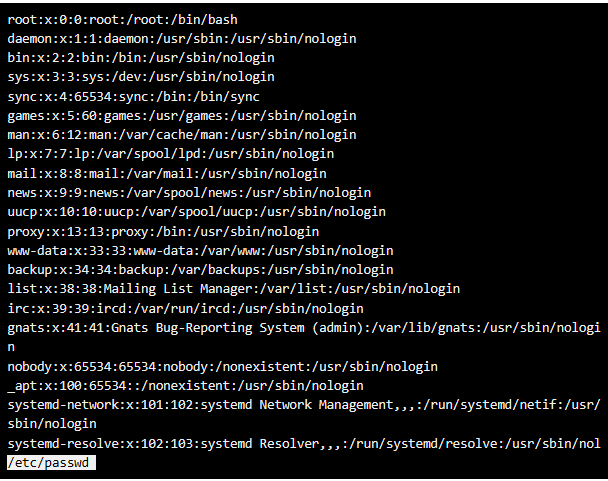 root:x:0:0:root:/root:/bin/bash
daemon:x:1:1:daemon:/usr/sbin:/usr/sbin/nologin
bin:x:2:2:bin:/bin:/usr/sbin/nologin
sys:x:3:3:sys:/dev:/usr/sbin/nologin
sync:x:4:65534:sync:/bin:/bin/sync
games:x:5:60:games:/usr/games:/usr/sbin/nologin
man:x:6:12:man:/var/cache/man:/usr/sbin/nologin
lp:x:7:7:lp:/var/spool/lpd:/usr/sbin/nologin
mail:x:8:8:mail:/var/mail:/usr/sbin/nologin
news:x:9:9:news:/var/spool/news:/usr/sbin/nologin
uucp:x:10:10:uucp:/var/spool/uucp:/usr/sbin/nologin
proxy:x:13:13:proxy:/bin:/usr/sbin/nologin
www-data:x:33:33:www-data:/var/www:/usr/sbin/nologin
backup:x:34:34:backup:/var/backups:/usr/sbin/nologin
list:x:38:38:Mailing List Manager:/var/list:/usr/sbin/nologin
irc:x:39:39:ircd:/var/run/ircd:/usr/sbin/nologin
gnats:x:41:41:Gnats Bug-Reporting System (admin):/var/lib/gnats:/usr/sbin/nologi
n
nobody:x:65534:65534:nobody:/nonexistent:/usr/sbin/nologin
_apt:x:100:65534::/nonexistent:/usr/sbin/nologin
systemd-network:x:101:102:systemd Network Management,,,:/run/systemd/netif:/usr/
sbin/nologin
systemd-resolve:x:102:103:systemd Resolver,,,:/run/systemd/resolve:/usr/sbin/nol
/etc/passwd